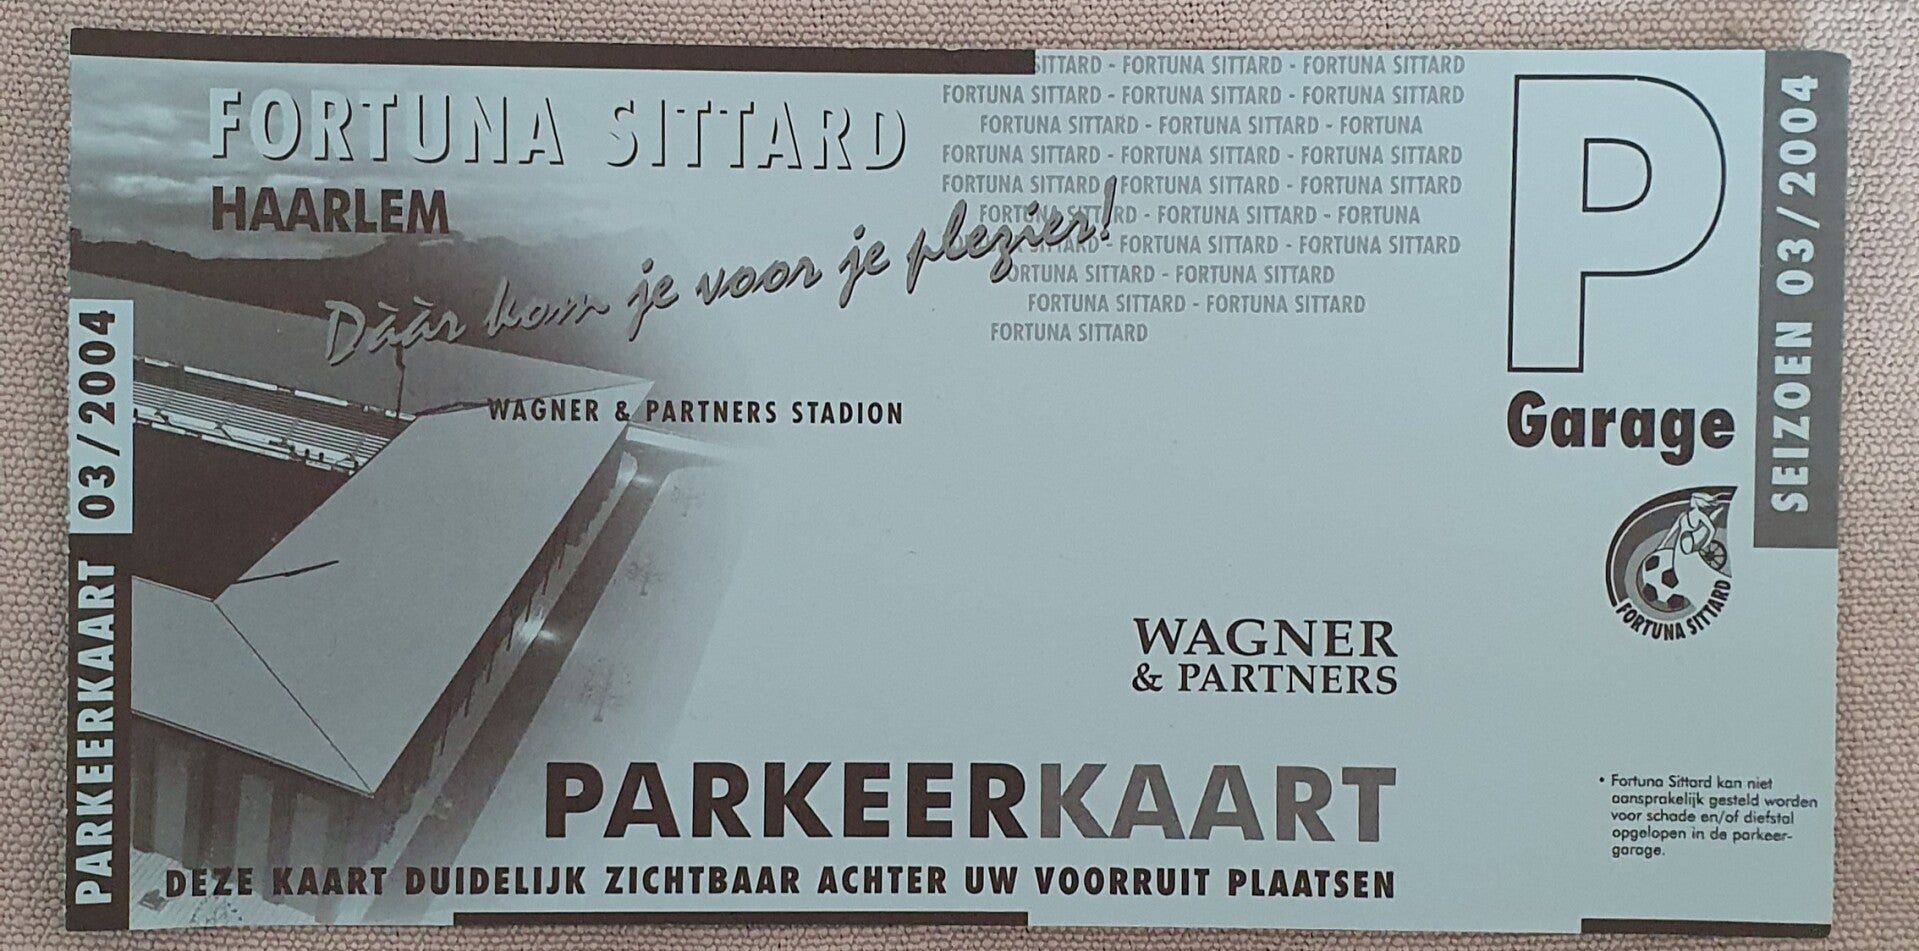 FORTUNA SITTARD
HAARLEM
Dààr kom je voor je plezier!
WAGNER & PARTNERS STADION
SITTARD - FORTUNA SITTARD - FORTUNA SITTARD
FORTUNA SITTARD - FORTUNA SITTARD - FORTUNA SITTARD
FORTUNA SITTARD - FORTUNA SITTARD - FORTUNA
FORTUNA SITTARD - FORTUNA SITTARD - FORTUNA SITTARD
FORTUNA SITTARD - FORTUNA SITTARD - FORTUNA SITTARD
FORTUNA SITTARD - FORTUNA SITTARD - FORTUNA
SITTARD - FORTUNA SITTARD - FORTUNA SITTARD
FORTUNA SITTARD - FORTUNA SITTARD
FORTUNA SITTARD - FORTUNA SITTARD
FORTUNA SITTARD
P
Garage
SEIZOEN 03/2004
FORTUNA SITTARD
WAGNER
& PARTNERS
PARKEERKAART 03/2004
PARKEERKAART
DEZE KAART DUIDELIJK ZICHTBAAR ACHTER UW VOORRUIT PLAATSEN
• Fortuna Sittard kan niet
aansprakelijk gesteld worden
voor schade en/of diefstal
opgelopen in de parkeer-
garage.